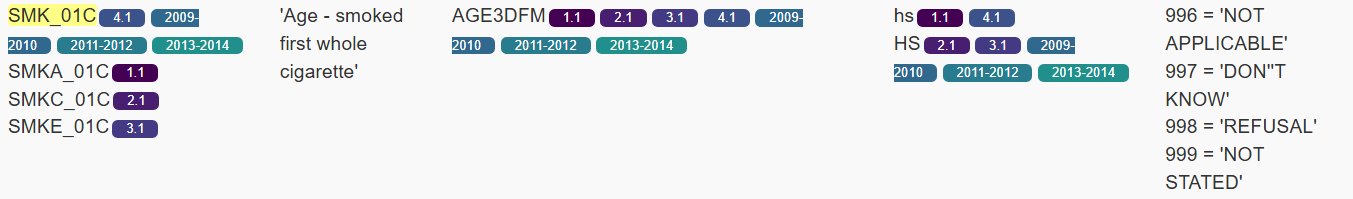 SMK_01C 4.1 2009-
2010 2011-2012 2013-2014
SMKA_01C 1.1
SMKC_01C 2.1
SMKE_01C 3.1
'Age - smoked
first whole
cigarette'
AGE3DFM 1.1 2.1 3.1 4.1 2009-
2010 2011-2012 2013-2014
hs 1.1 4.1
HS 2.1 3.1 2009-
2010 2011-2012 2013-2014
996 = 'NOT
APPLICABLE'
997 = 'DON''T
KNOW'
998 = 'REFUSAL'
999 = 'NOT
STATED'